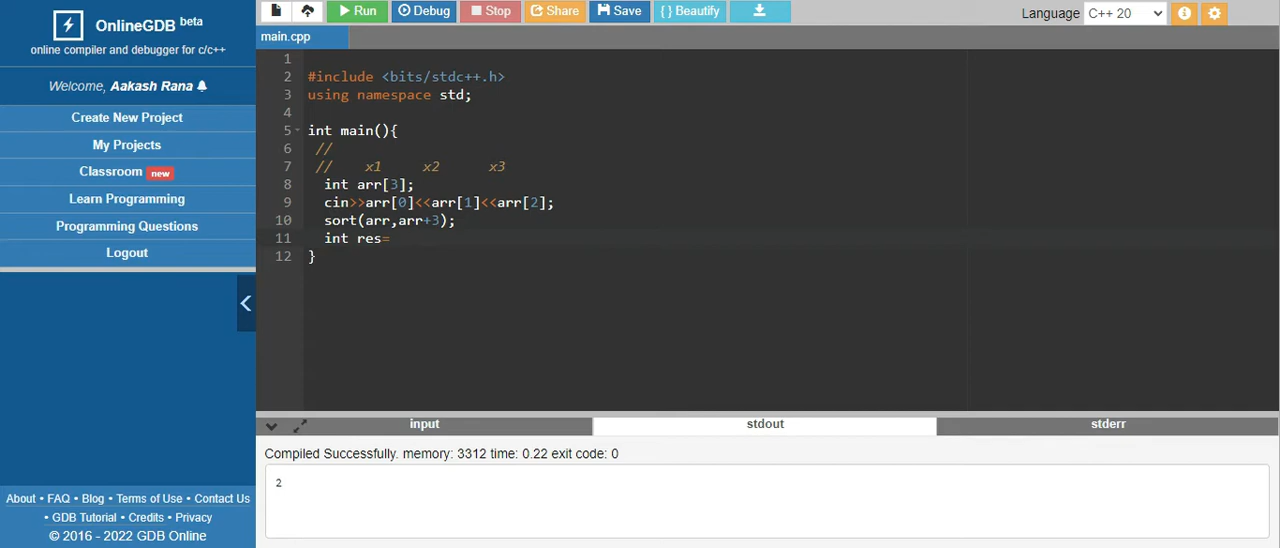 OnlineGDB beta
online compiler and debugger for c/c++
Welcome, Aakash Rana
Create New Project
My Projects
Classroom new
Learn Programming
Programming Questions
Logout
About • FAQ • Blog • Terms of Use • Contact Us
• GDB Tutorial • Credits • Privacy
© 2016 - 2022 GDB Online
Run Debug Stop Share Save { } Beautify Language C++ 20
main.cpp
1
2 #include <bits/stdc++.h>
3 using namespace std;
4
5 int main(){
6 //
7 // x1 x2 x3
8 int arr[3];
9 cin>>arr[0]<<arr[1]<<arr[2];
10 sort(arr,arr+3);
11 int res=
12 }
input stdout stderr
Compiled Successfully. memory: 3312 time: 0.22 exit code: 0
2